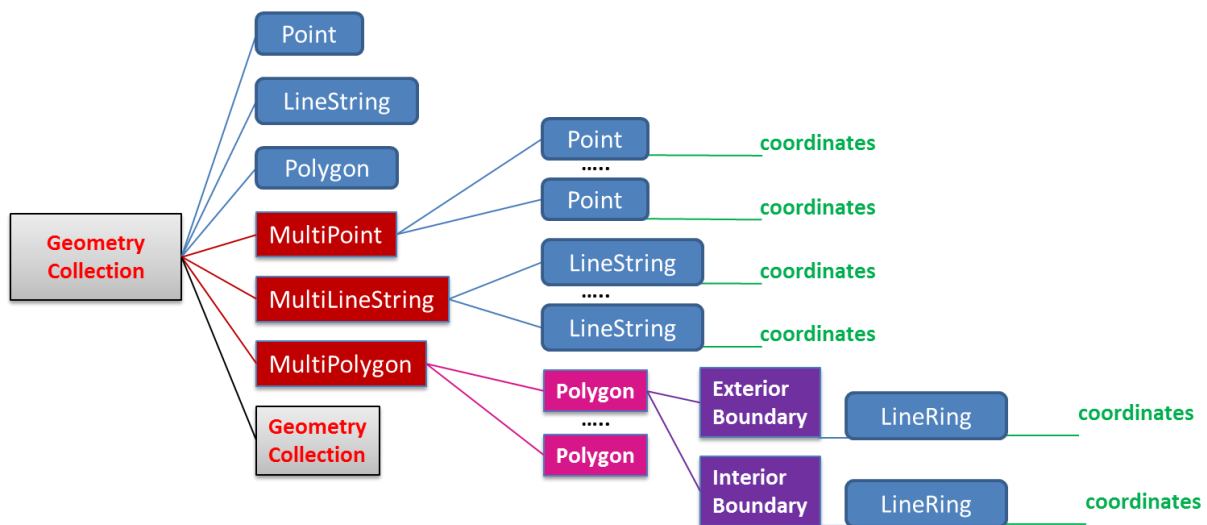 Point
LineString
Polygon
Geometry
Collection
MultiPoint
MultiLineString
MultiPolygon
Geometry
Collection
Point
coordinates
.....
Point
coordinates
LineString
coordinates
.....
LineString
coordinates
Polygon
.....
Polygon
Exterior
Boundary
LineRing
coordinates
Interior
Boundary
LineRing
coordinates